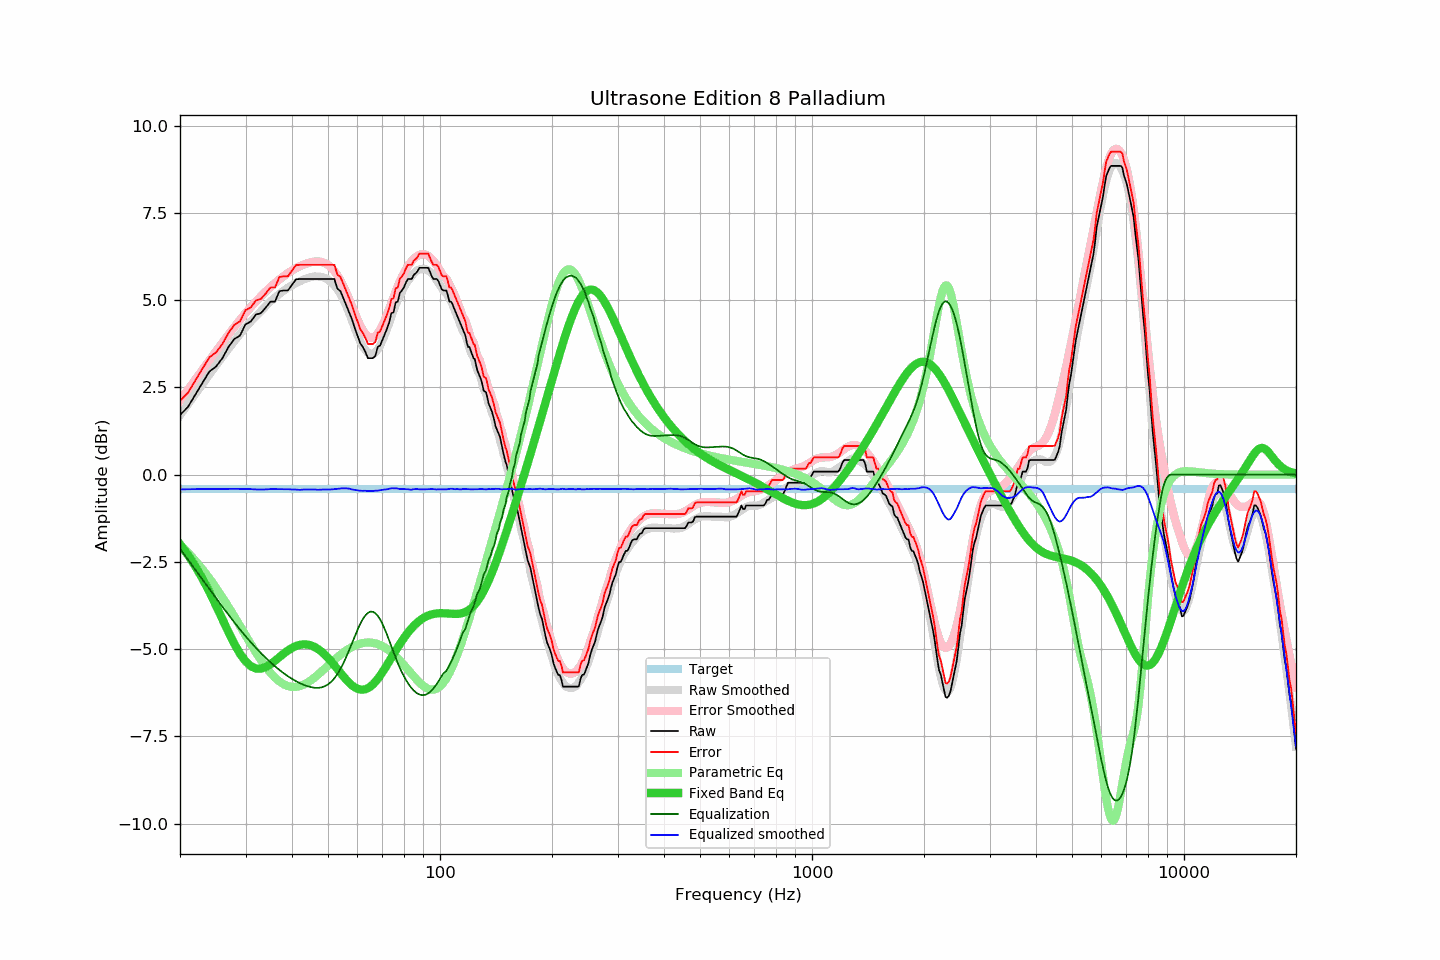 Ultrasone Edition 8 Palladium
10.0
7.5
5.0
2.5
0.0
−2.5
−5.0
−7.5
−10.0
Amplitude (dBr)
Target
Raw Smoothed
Error Smoothed
Raw
Error
Parametric Eq
Fixed Band Eq
Equalization
Equalized smoothed
100 1000 10000
Frequency (Hz)